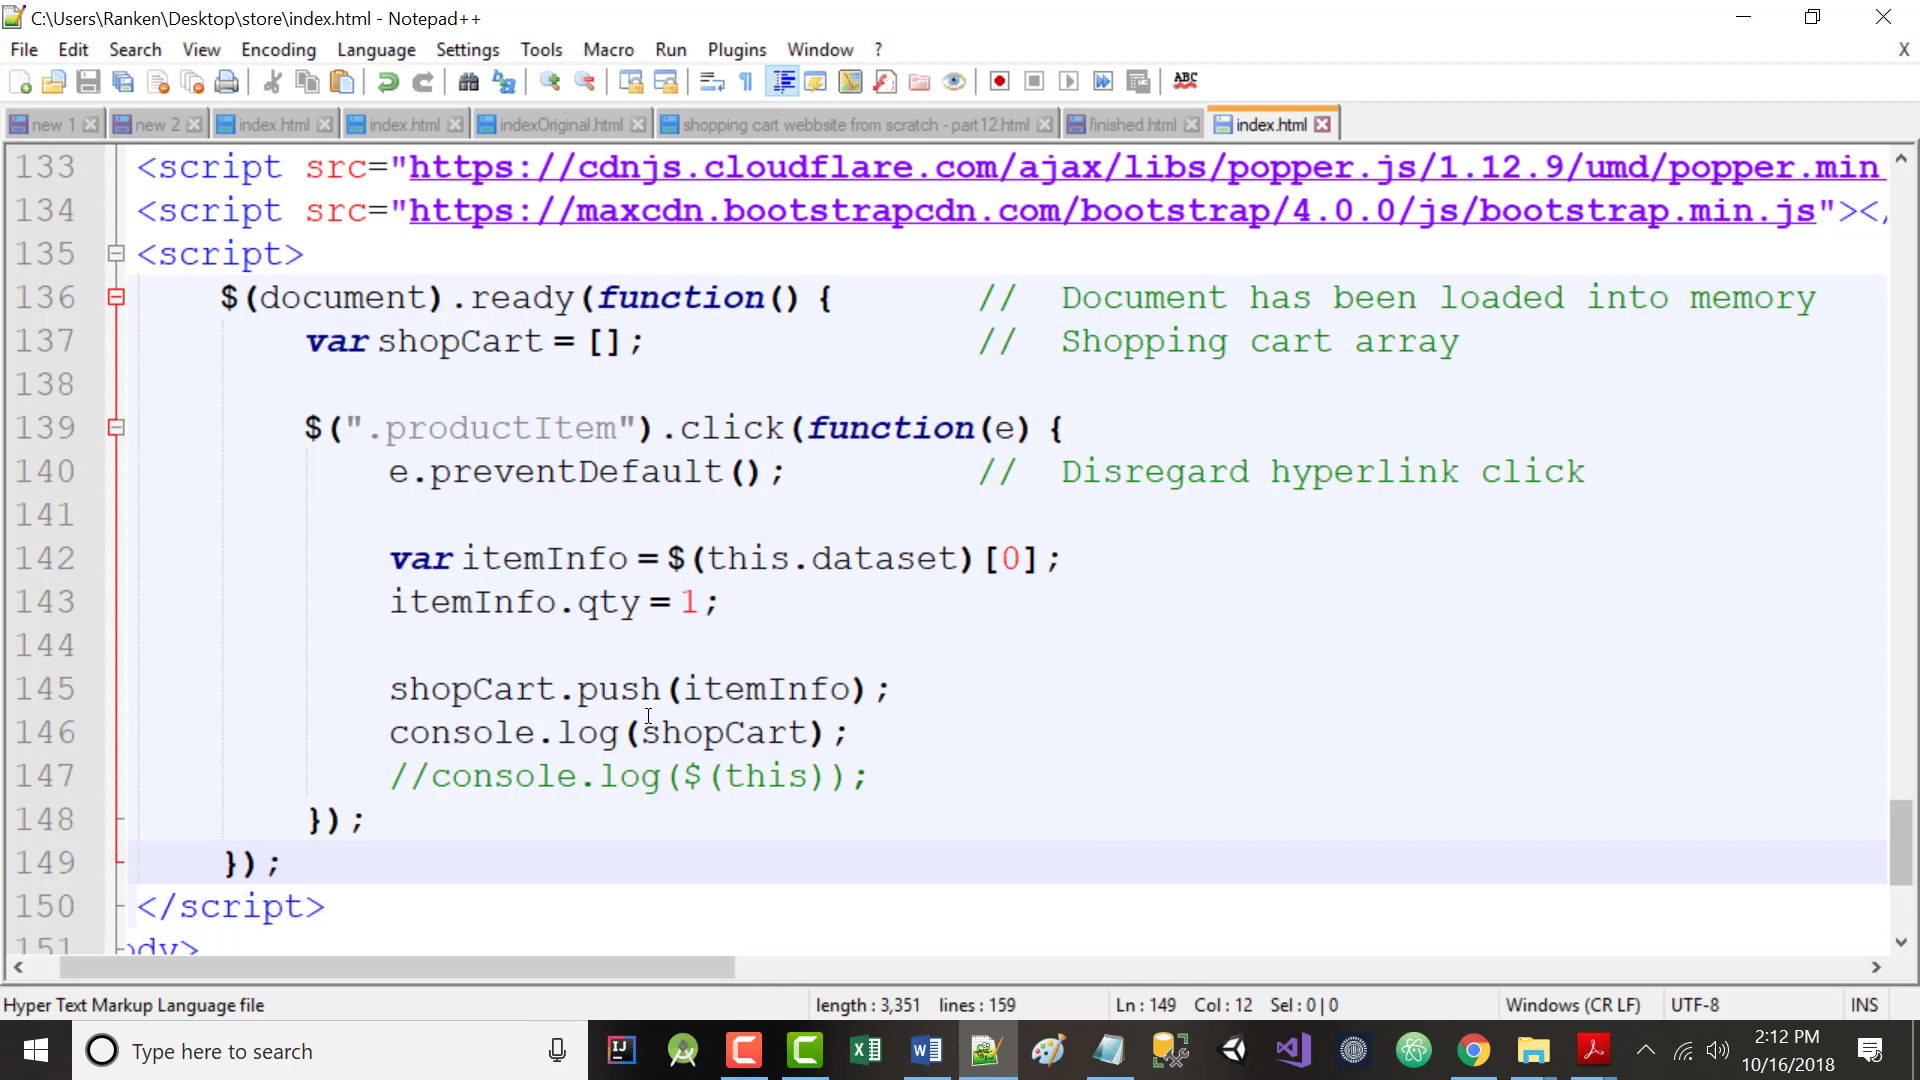 C:\Users\Ranken\Desktop\store\index.html - Notepad++
File Edit Search View Encoding Language Settings Tools Macro Run Plugins Window ? X
ABC
new 1 new 2 index.html index.html indexOriginal.html shopping cart webbsite from scratch - part12.html finished.html index.html
133 <script src="https://cdnjs.cloudflare.com/ajax/libs/popper.js/1.12.9/umd/popper.min
134 <script src="https://maxcdn.bootstrapcdn.com/bootstrap/4.0.0/js/bootstrap.min.js"></
135 <script>
136 $(document).ready(function() { // Document has been loaded into memory
137 var shopCart = []; // Shopping cart array
138
139 $(".productItem").click(function(e) {
140 e.preventDefault(); // Disregard hyperlink click
141
142 var itemInfo = $(this.dataset)[0];
143 itemInfo.qty = 1;
144
145 shopCart.push(itemInfo);
146 console.log(shopCart);
147 //console.log($(this));
148 });
149 });
150 </script>
151 ody>
Hyper Text Markup Language file length : 3,351 lines : 159 Ln : 149 Col : 12 Sel : 0 | 0 Windows (CR LF) UTF-8 INS
Type here to search
2:12 PM
10/16/2018